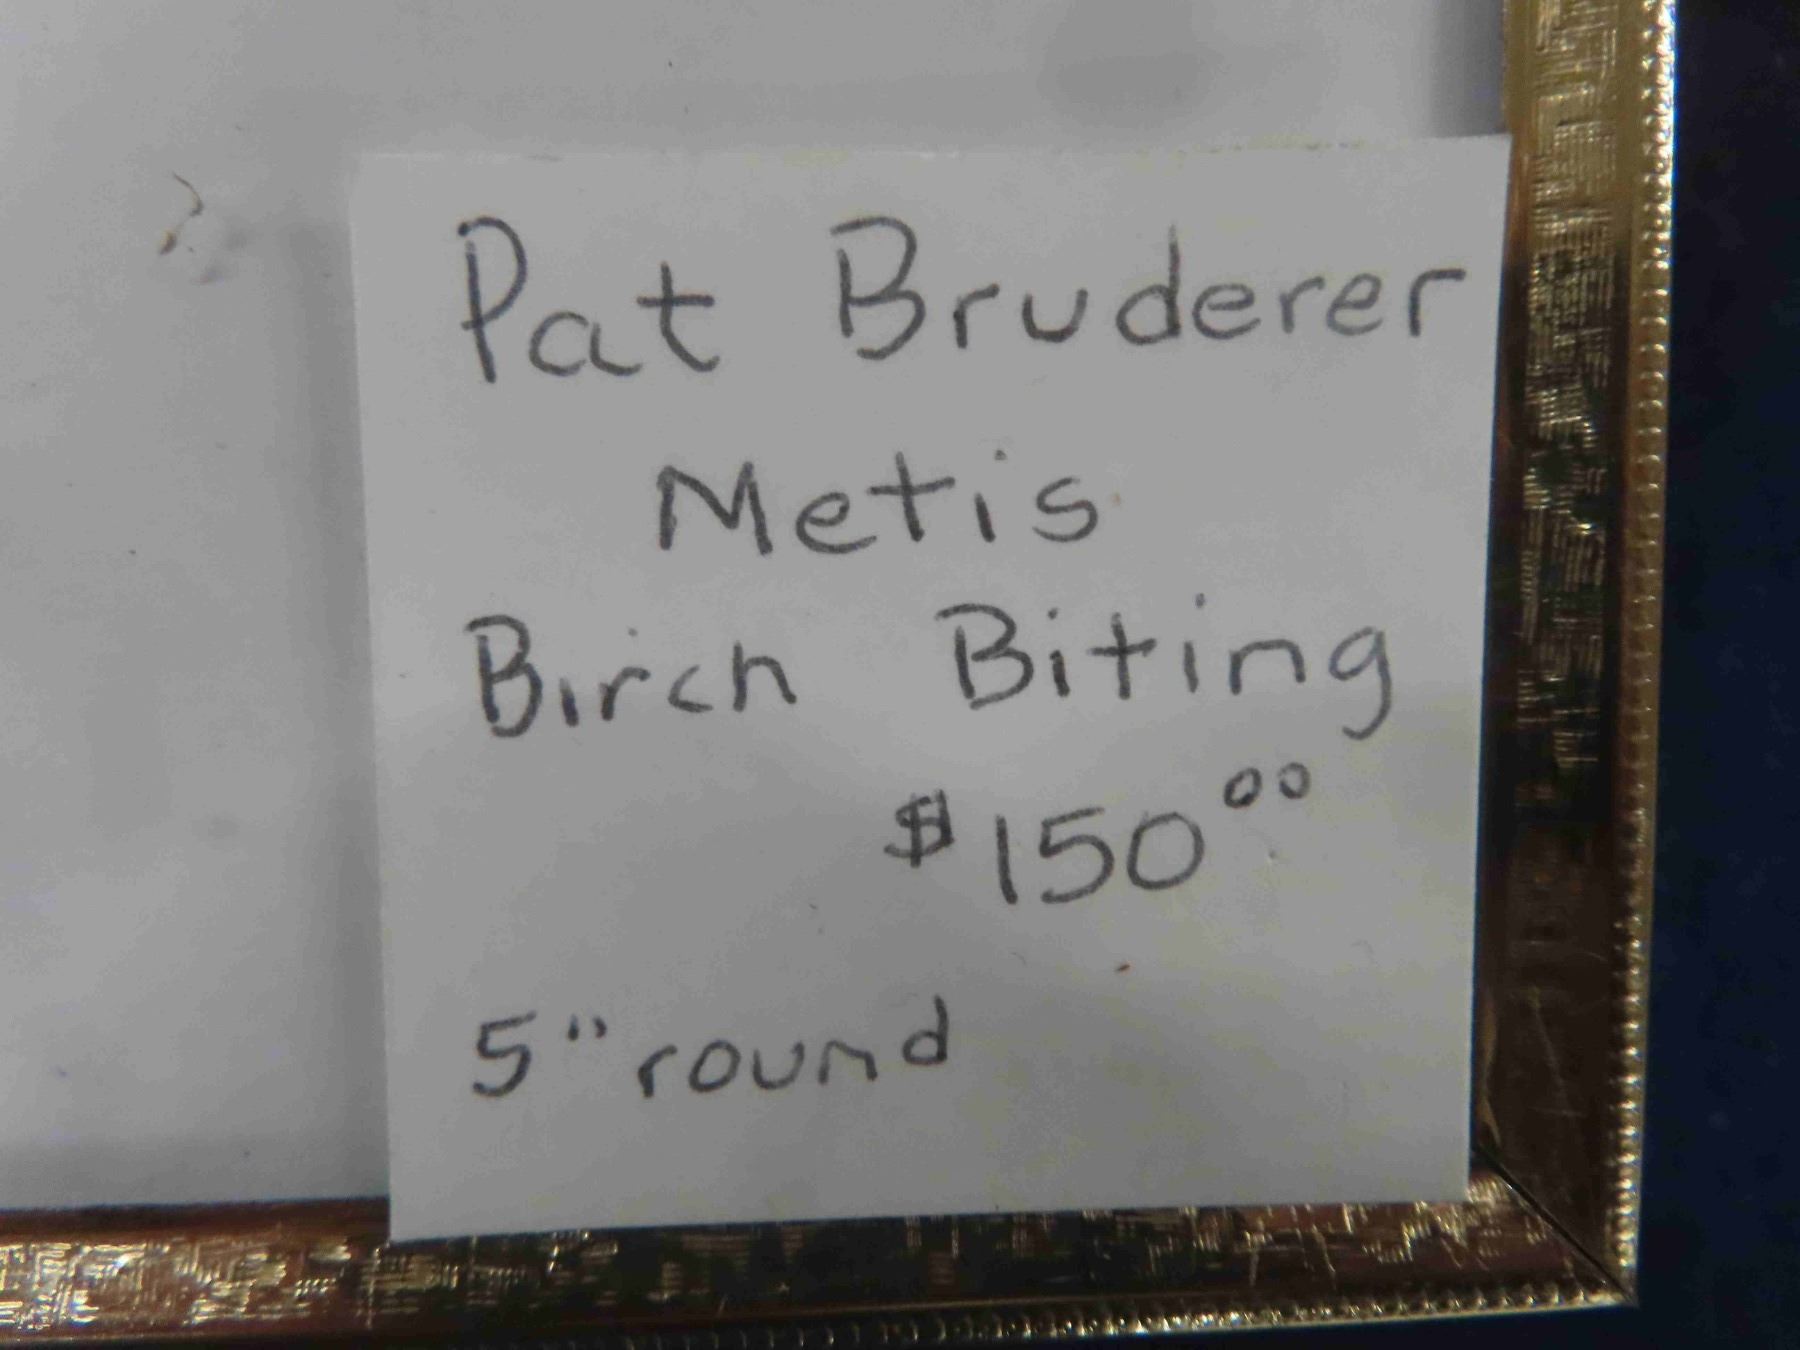 Pat Bruderer
Metis
Birch Biting
$150⁰⁰
5" round